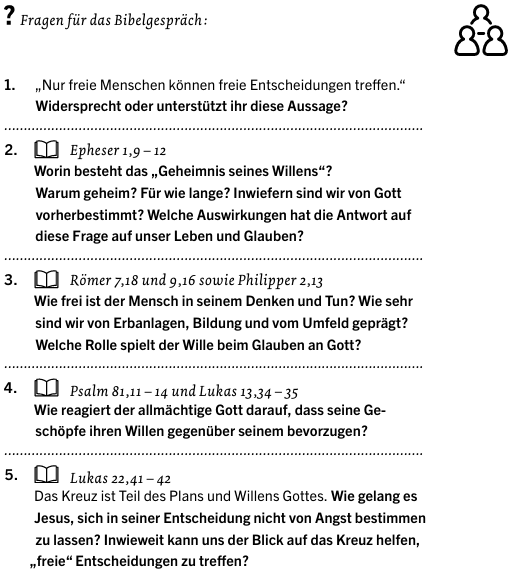 ? Fragen für das Bibelgespräch:
1. „Nur freie Menschen können freie Entscheidungen treffen.“
Widersprecht oder unterstützt ihr diese Aussage?
2. Epheser 1,9 – 12
Worin besteht das „Geheimnis seines Willens“?
Warum geheim? Für wie lange? Inwiefern sind wir von Gott
vorherbestimmt? Welche Auswirkungen hat die Antwort auf
diese Frage auf unser Leben und Glauben?
3. Römer 7,18 und 9,16 sowie Philipper 2,13
Wie frei ist der Mensch in seinem Denken und Tun? Wie sehr
sind wir von Erbanlagen, Bildung und vom Umfeld geprägt?
Welche Rolle spielt der Wille beim Glauben an Gott?
4. Psalm 81,11 – 14 und Lukas 13,34 – 35
Wie reagiert der allmächtige Gott darauf, dass seine Ge-
schöpfe ihren Willen gegenüber seinem bevorzugen?
5. Lukas 22,41 – 42
Das Kreuz ist Teil des Plans und Willens Gottes. Wie gelang es
Jesus, sich in seiner Entscheidung nicht von Angst bestimmen
zu lassen? Inwieweit kann uns der Blick auf das Kreuz helfen,
„freie“ Entscheidungen zu treffen?